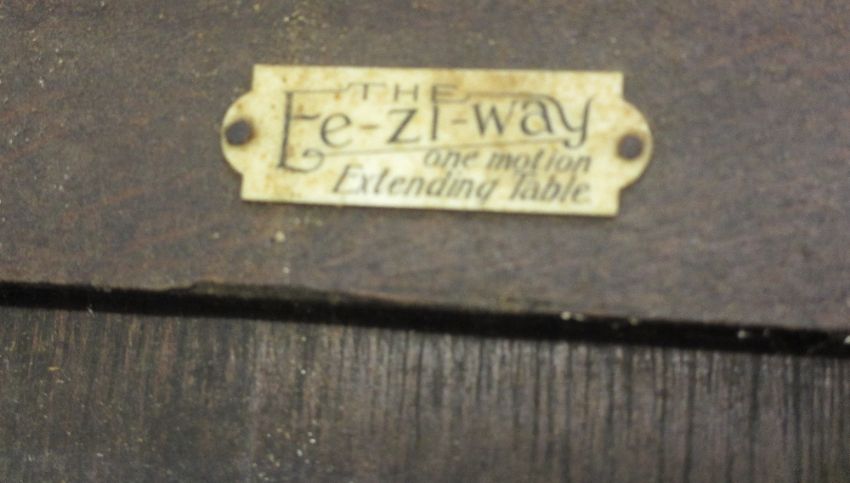 THE
Ee-zi-way
one motion
Extending Table